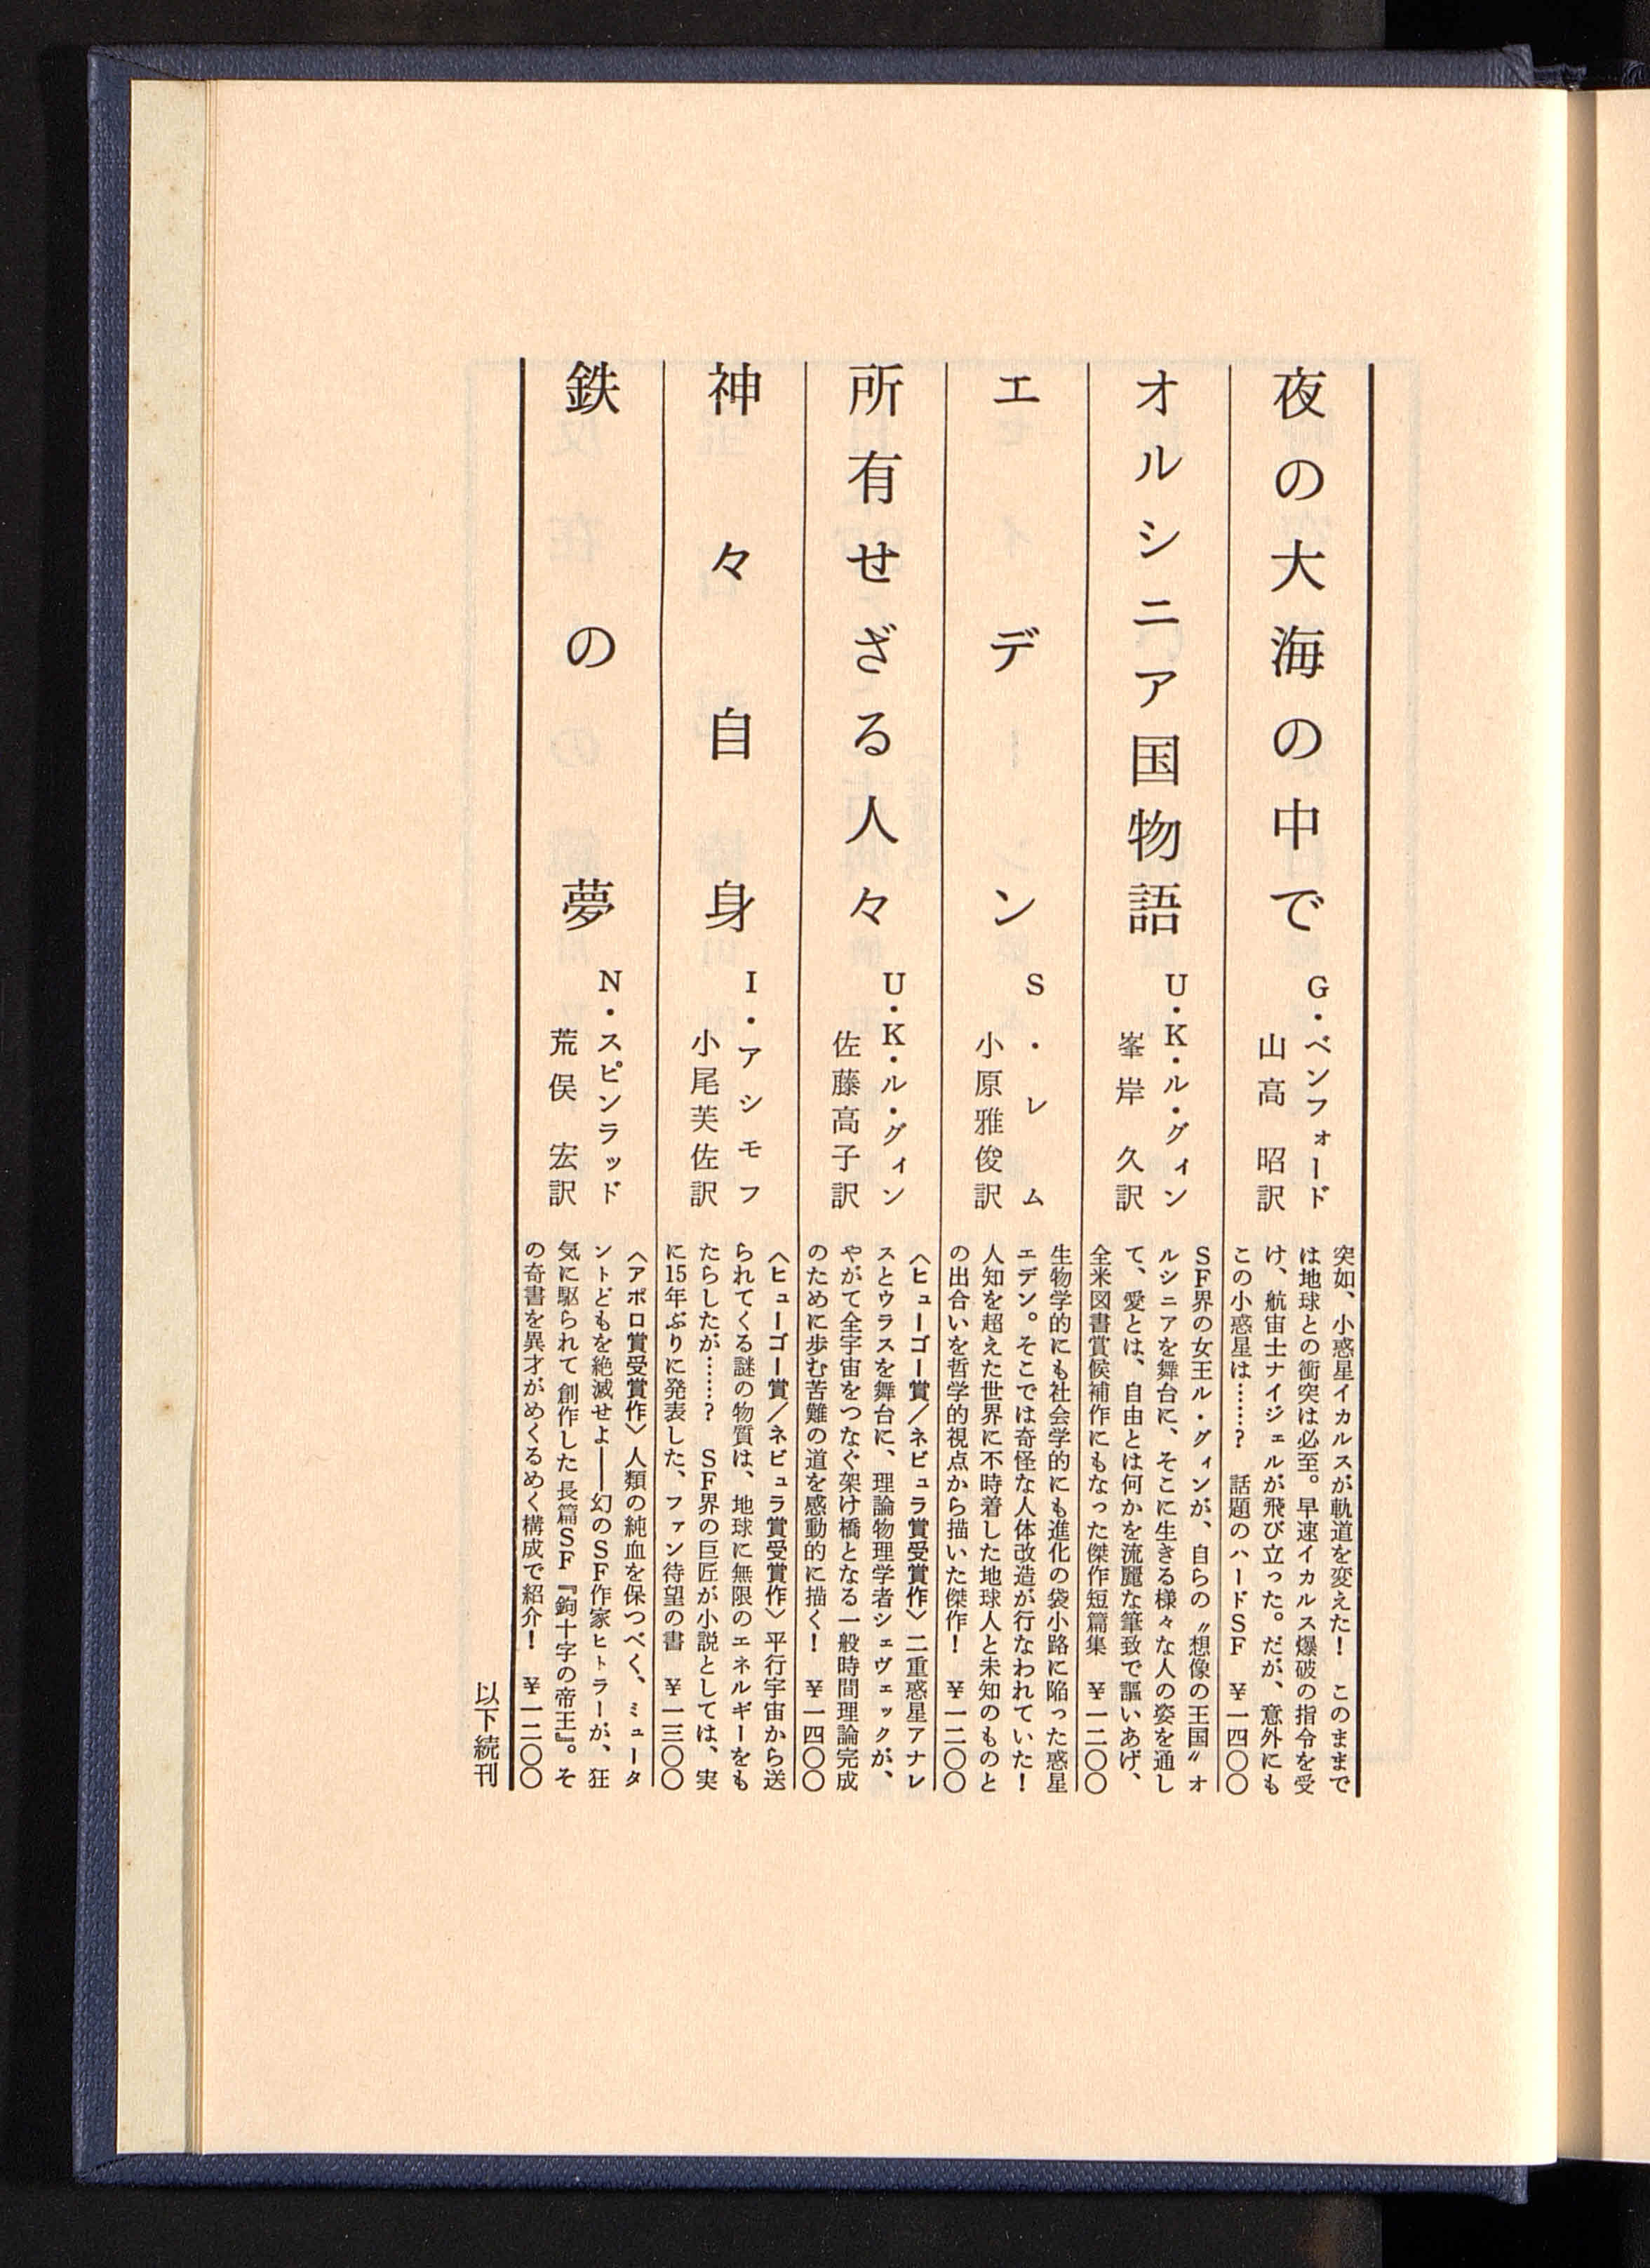 夜の大海の中で
G・ベンフォード
山高 昭訳
突如、小惑星イカルスが軌道を変えた! このままで
は地球との衝突は必至。早速イカルス爆破の指令を受
け、航宙士ナイジェルが飛び立った。だが、意外にも
この小惑星は……? 話題のハードSF ¥一四〇〇
オルシニア国物語
U・K・ル・グィン
峯岸 久訳
SF界の女王ル・グィンが、自らの〝想像の王国〟オ
ルシニアを舞台に、そこに生きる様々な人の姿を通し
て、愛とは、自由とは何かを流麗な筆致で謳いあげ、
全米図書賞候補作にもなった傑作短篇集 ¥一二〇〇
エデン
S・レム
小原雅俊訳
生物学的にも社会学的にも進化の袋小路に陥った惑星
エデン。そこでは奇怪な人体改造が行なわれていた!
人知を超えた世界に不時着した地球人と未知のものと
の出合いを哲学的視点から描いた傑作! ¥一二〇〇
所有せざる人々
U・K・ル・グィン
佐藤高子訳
〈ヒューゴー賞/ネビュラ賞受賞作〉二重惑星アナレ
スとウラスを舞台に、理論物理学者シェヴェックが、
やがて全宇宙をつなぐ架け橋となる一般時間理論完成
のために歩む苦難の道を感動的に描く! ¥一四〇〇
神々自身
I・アシモフ
小尾芙佐訳
〈ヒューゴー賞/ネビュラ賞受賞作〉平行宇宙から送
られてくる謎の物質は、地球に無限のエネルギーをも
たらしたが……? SF界の巨匠が小説としては、実
に15年ぶりに発表した、ファン待望の書 ¥一三〇〇
鉄の夢
N・スピンラッド
荒俣 宏訳
〈アポロ賞受賞作〉人類の純血を保つべく、ミュータ
ントどもを絶滅せよ——幻のSF作家ヒトラーが、狂
気に駆られて創作した長篇SF『鉤十字の帝王』。そ
の奇書を異才がめくるめく構成で紹介! ¥一二〇〇
以下続刊